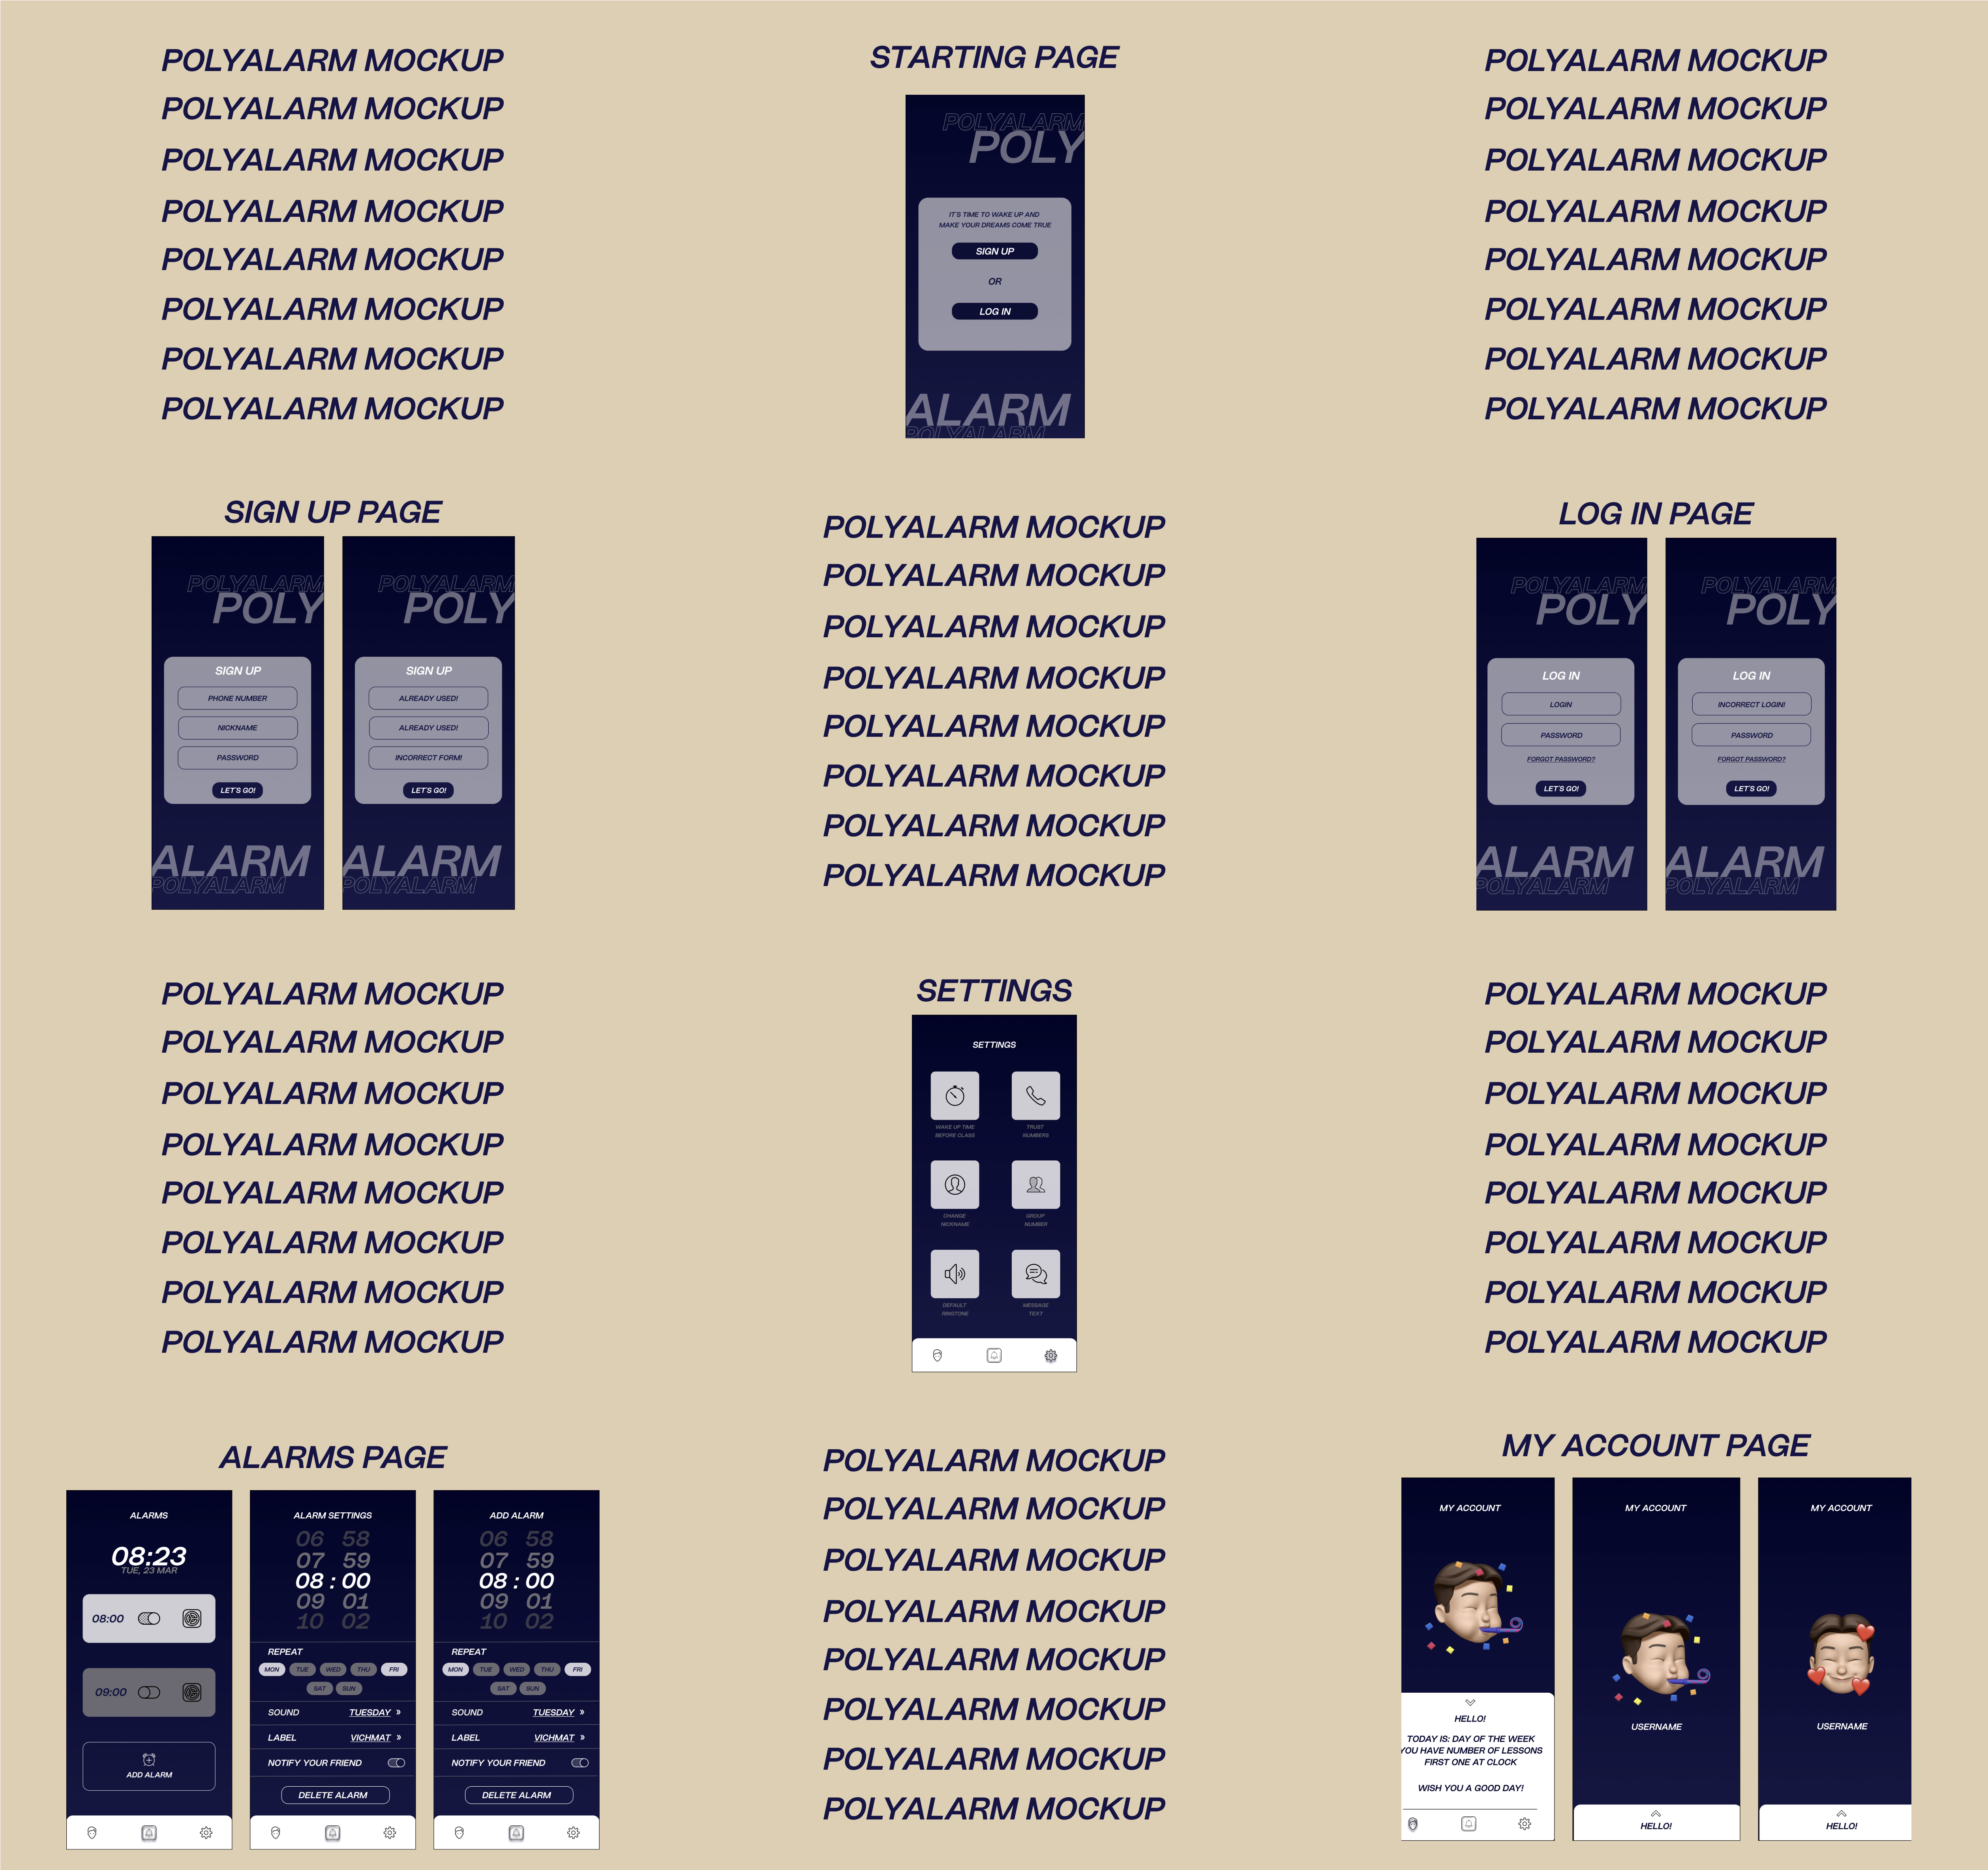 POLYALARM MOCKUP
POLYALARM MOCKUP
POLYALARM MOCKUP
POLYALARM MOCKUP
POLYALARM MOCKUP
POLYALARM MOCKUP
POLYALARM MOCKUP
POLYALARM MOCKUP
STARTING PAGE
POLYALARM
POLY
IT'S TIME TO WAKE UP AND
MAKE YOUR DREAMS COME TRUE
SIGN UP
OR
LOG IN
ALARM
POLYALARM
POLYALARM MOCKUP
POLYALARM MOCKUP
POLYALARM MOCKUP
POLYALARM MOCKUP
POLYALARM MOCKUP
POLYALARM MOCKUP
POLYALARM MOCKUP
POLYALARM MOCKUP
SIGN UP PAGE
POLYALARM
POLY
SIGN UP
PHONE NUMBER
NICKNAME
PASSWORD
LET'S GO!
ALARM
POLYALARM
POLYALARM
POLY
SIGN UP
ALREADY USED!
ALREADY USED!
INCORRECT FORM!
LET'S GO!
ALARM
POLYALARM
POLYALARM MOCKUP
POLYALARM MOCKUP
POLYALARM MOCKUP
POLYALARM MOCKUP
POLYALARM MOCKUP
POLYALARM MOCKUP
POLYALARM MOCKUP
POLYALARM MOCKUP
LOG IN PAGE
POLYALARM
POLY
LOG IN
LOGIN
PASSWORD
FORGOT PASSWORD?
LET'S GO!
ALARM
POLYALARM
POLYALARM
POLY
LOG IN
INCORRECT LOGIN!
PASSWORD
FORGOT PASSWORD?
LET'S GO!
ALARM
POLYALARM
POLYALARM MOCKUP
POLYALARM MOCKUP
POLYALARM MOCKUP
POLYALARM MOCKUP
POLYALARM MOCKUP
POLYALARM MOCKUP
POLYALARM MOCKUP
POLYALARM MOCKUP
SETTINGS
SETTINGS
WAKE UP TIME
BEFORE CLASS
TRUST
NUMBERS
CHANGE
NICKNAME
GROUP
NUMBER
DEFAULT
RINGTONE
MESSAGE
TEXT
POLYALARM MOCKUP
POLYALARM MOCKUP
POLYALARM MOCKUP
POLYALARM MOCKUP
POLYALARM MOCKUP
POLYALARM MOCKUP
POLYALARM MOCKUP
POLYALARM MOCKUP
ALARMS PAGE
ALARMS
08:23
TUE, 23 MAR
08:00
09:00
ADD ALARM
ALARM SETTINGS
06 58
07 59
08 : 00
09 01
10 02
REPEAT
MON TUE WED THU FRI
SAT SUN
SOUND TUESDAY »
LABEL VICHMAT »
NOTIFY YOUR FRIEND
DELETE ALARM
ADD ALARM
06 58
07 59
08 : 00
09 01
10 02
REPEAT
MON TUE WED THU FRI
SAT SUN
SOUND TUESDAY »
LABEL VICHMAT »
NOTIFY YOUR FRIEND
DELETE ALARM
POLYALARM MOCKUP
POLYALARM MOCKUP
POLYALARM MOCKUP
POLYALARM MOCKUP
POLYALARM MOCKUP
POLYALARM MOCKUP
POLYALARM MOCKUP
POLYALARM MOCKUP
MY ACCOUNT PAGE
MY ACCOUNT
HELLO!
TODAY IS: DAY OF THE WEEK
YOU HAVE NUMBER OF LESSONS
FIRST ONE AT CLOCK
WISH YOU A GOOD DAY!
MY ACCOUNT
USERNAME
HELLO!
MY ACCOUNT
USERNAME
HELLO!